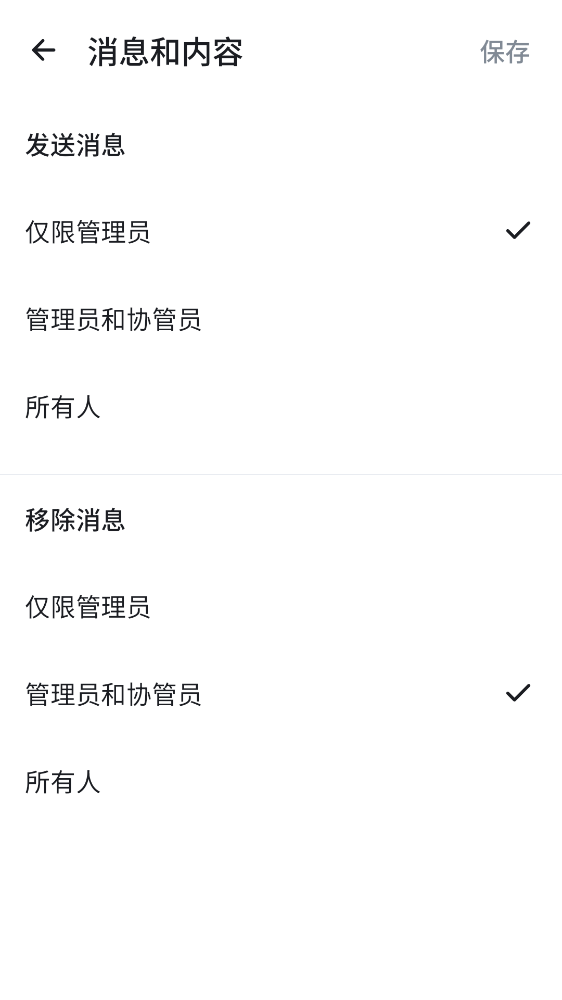 消息和内容
保存
发送消息
仅限管理员
管理员和协管员
所有人
移除消息
仅限管理员
管理员和协管员
所有人